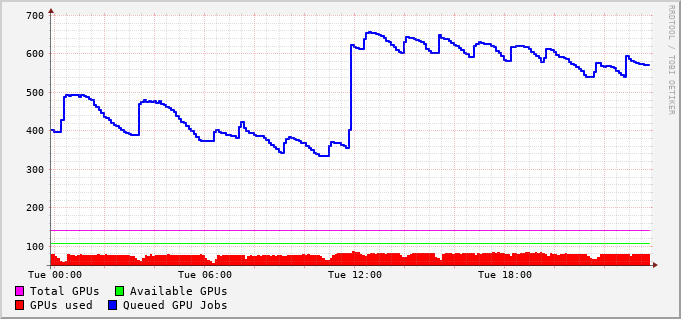 700
600
500
400
300
200
100
Tue 00:00 Tue 06:00 Tue 12:00 Tue 18:00
Total GPUs Available GPUs
GPUs used Queued GPU Jobs
RRDTOOL / TOBI OETIKER